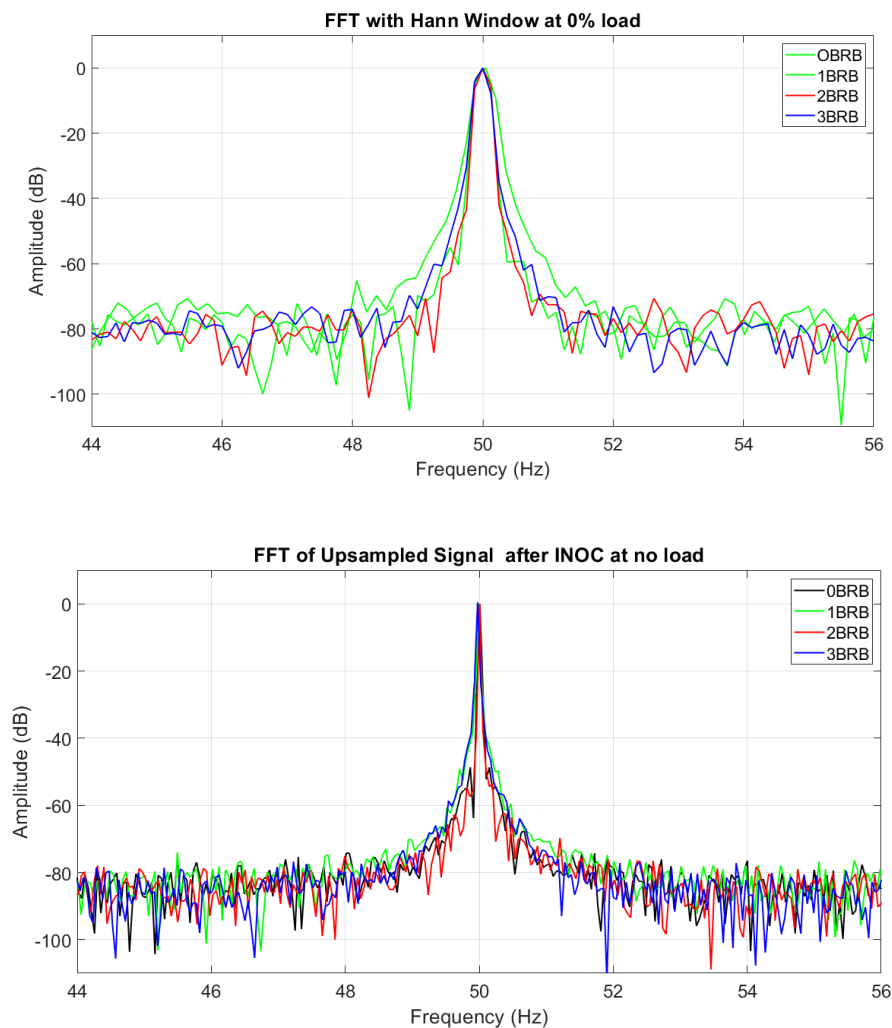 FFT with Hann Window at 0% load
0
-20
-40
-60
-80
-100
Amplitude (dB)
OBRB
1BRB
2BRB
3BRB
44
46
48
50
52
54
56
Frequency (Hz)
FFT of Upsampled Signal after INOC at no load
0
-20
-40
-60
-80
-100
Amplitude (dB)
0BRB
1BRB
2BRB
3BRB
44
46
48
50
52
54
56
Frequency (Hz)